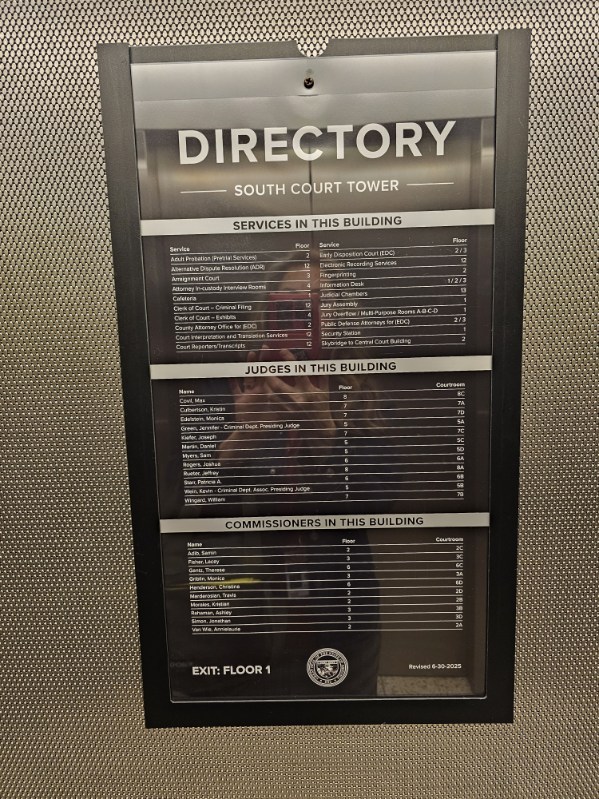 DIRECTORY
SOUTH COURT TOWER
SERVICES IN THIS BUILDING
Service Floor
Adult Probation (Pretrial Services) 2
Alternative Dispute Resolution (ADR) 12
Arraignment Court 3
Attorney In-custody Interview Rooms 4
Cafeteria 1
Clerk of Court – Criminal Filing 12
Clerk of Court – Exhibits 4
County Attorney Office for (EDC) 2
Court Interpretation and Translation Services 12
Court Reporters/Transcripts 12
Service Floor
Early Disposition Court (EDC) 2 / 3
Electronic Recording Services 12
Fingerprinting 2
Information Desk 1 / 2 / 3
Judicial Chambers 13
Jury Assembly 1
Jury Overflow / Multi-Purpose Rooms A-B-C-D 1
Public Defense Attorneys for (EDC) 2 / 3
Security Station 1
Skybridge to Central Court Building 2
JUDGES IN THIS BUILDING
Name Floor Courtroom
Covil, Max 8 8C
Culbertson, Kristin 7 7A
Edelstein, Monica 7 7D
Green, Jennifer - Criminal Dept. Presiding Judge 5 5A
Kiefer, Joseph 7 7C
Martin, Daniel 5 5C
Myers, Sam 5 5D
Rogers, Joshua 6 6A
Rueter, Jeffrey 8 8A
Starr, Patricia A. 6 6B
Wein, Kevin - Criminal Dept. Assoc. Presiding Judge 5 5B
Wingard, William 7 7B
COMMISSIONERS IN THIS BUILDING
Name Floor Courtroom
Adib, Samin 2 2C
Fisher, Lacey 3 3C
Gants, Therese 6 6C
Griblin, Monica 3 3A
Henderson, Christine 6 6D
Merderosian, Travis 2 2D
Morales, Kristian 2 2B
Rahaman, Ashley 3 3B
Simon, Jonathan 3 3D
Van Wie, Annielaurie 2 2A
EXIT: FLOOR 1
Revised 6-30-2025